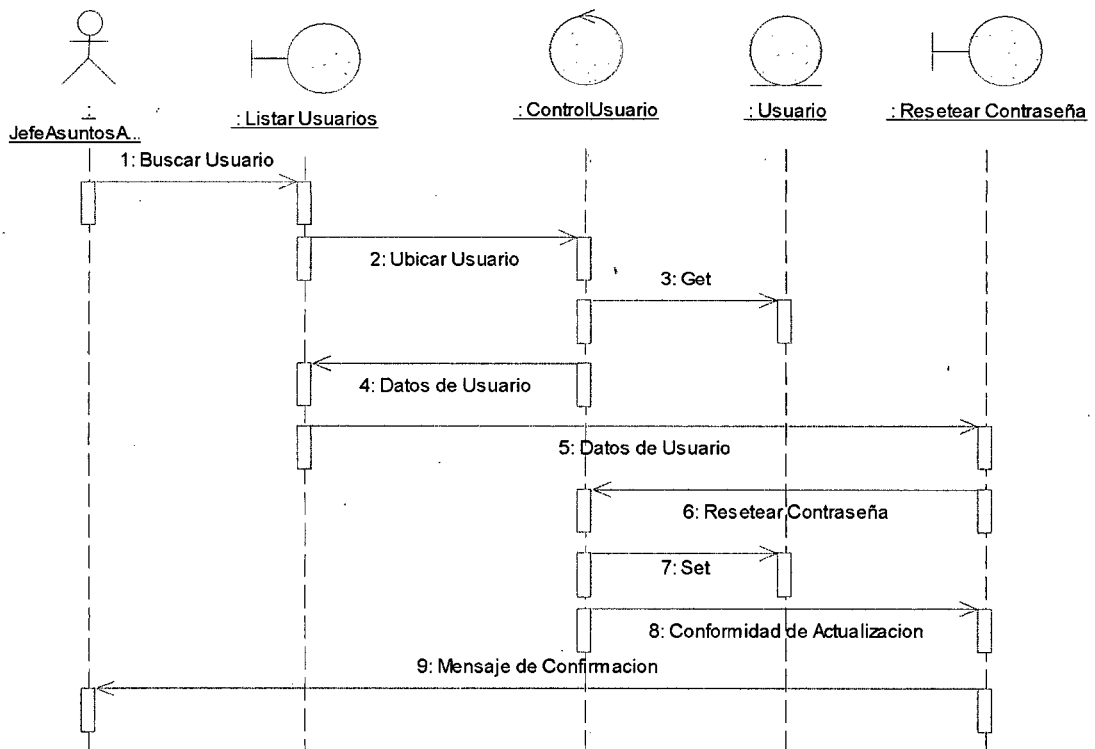 :
JefeAsuntosA...
: Listar Usuarios
: ControlUsuario
: Usuario
: Resetear Contraseña
1: Buscar Usuario
2: Ubicar Usuario
3: Get
4: Datos de Usuario
5: Datos de Usuario
6: Resetear Contraseña
7: Set
8: Conformidad de Actualizacion
9: Mensaje de Confirmacion